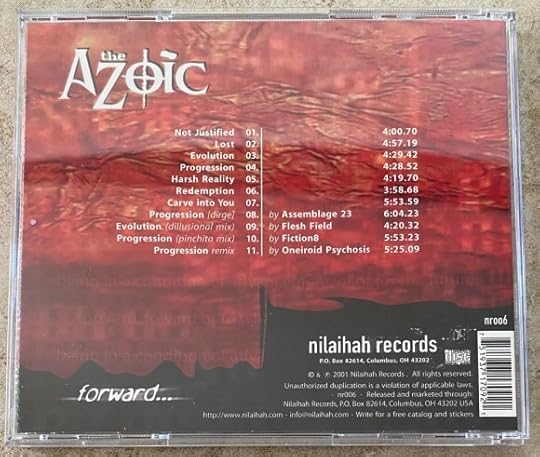 the
AZOIC
Not Justified 01. 4:00.70
Lost 02. 4:57.19
Evolution 03. 4:29.42
Progression 04. 4:28.52
Harsh Reality 05. 4:19.70
Redemption 06. 3:58.68
Carve into You 07. 5:53.59
Progression [dirge] 08. by Assemblage 23 6:04.23
Evolution (dillusional mix) 09. by Flesh Field 4:20.32
Progression (pinchita mix) 10. by Fiction8 5:53.23
Progression remix 11. by Oneiroid Psychosis 5:25.09
nr006
nilaihah records
P.O. Box 82614, Columbus, OH 43202
© & ℗ 2001 Nilaihah Records . All rights reserved.
Unauthorized duplication is a violation of applicable laws.
- nr006 - Released and marketed through:
Nilaihah Records, P.O. Box 82614, Columbus, OH 43202 USA
http://www.nilaihah.com - info@nilaihah.com - Write for a free catalog and stickers
forward...